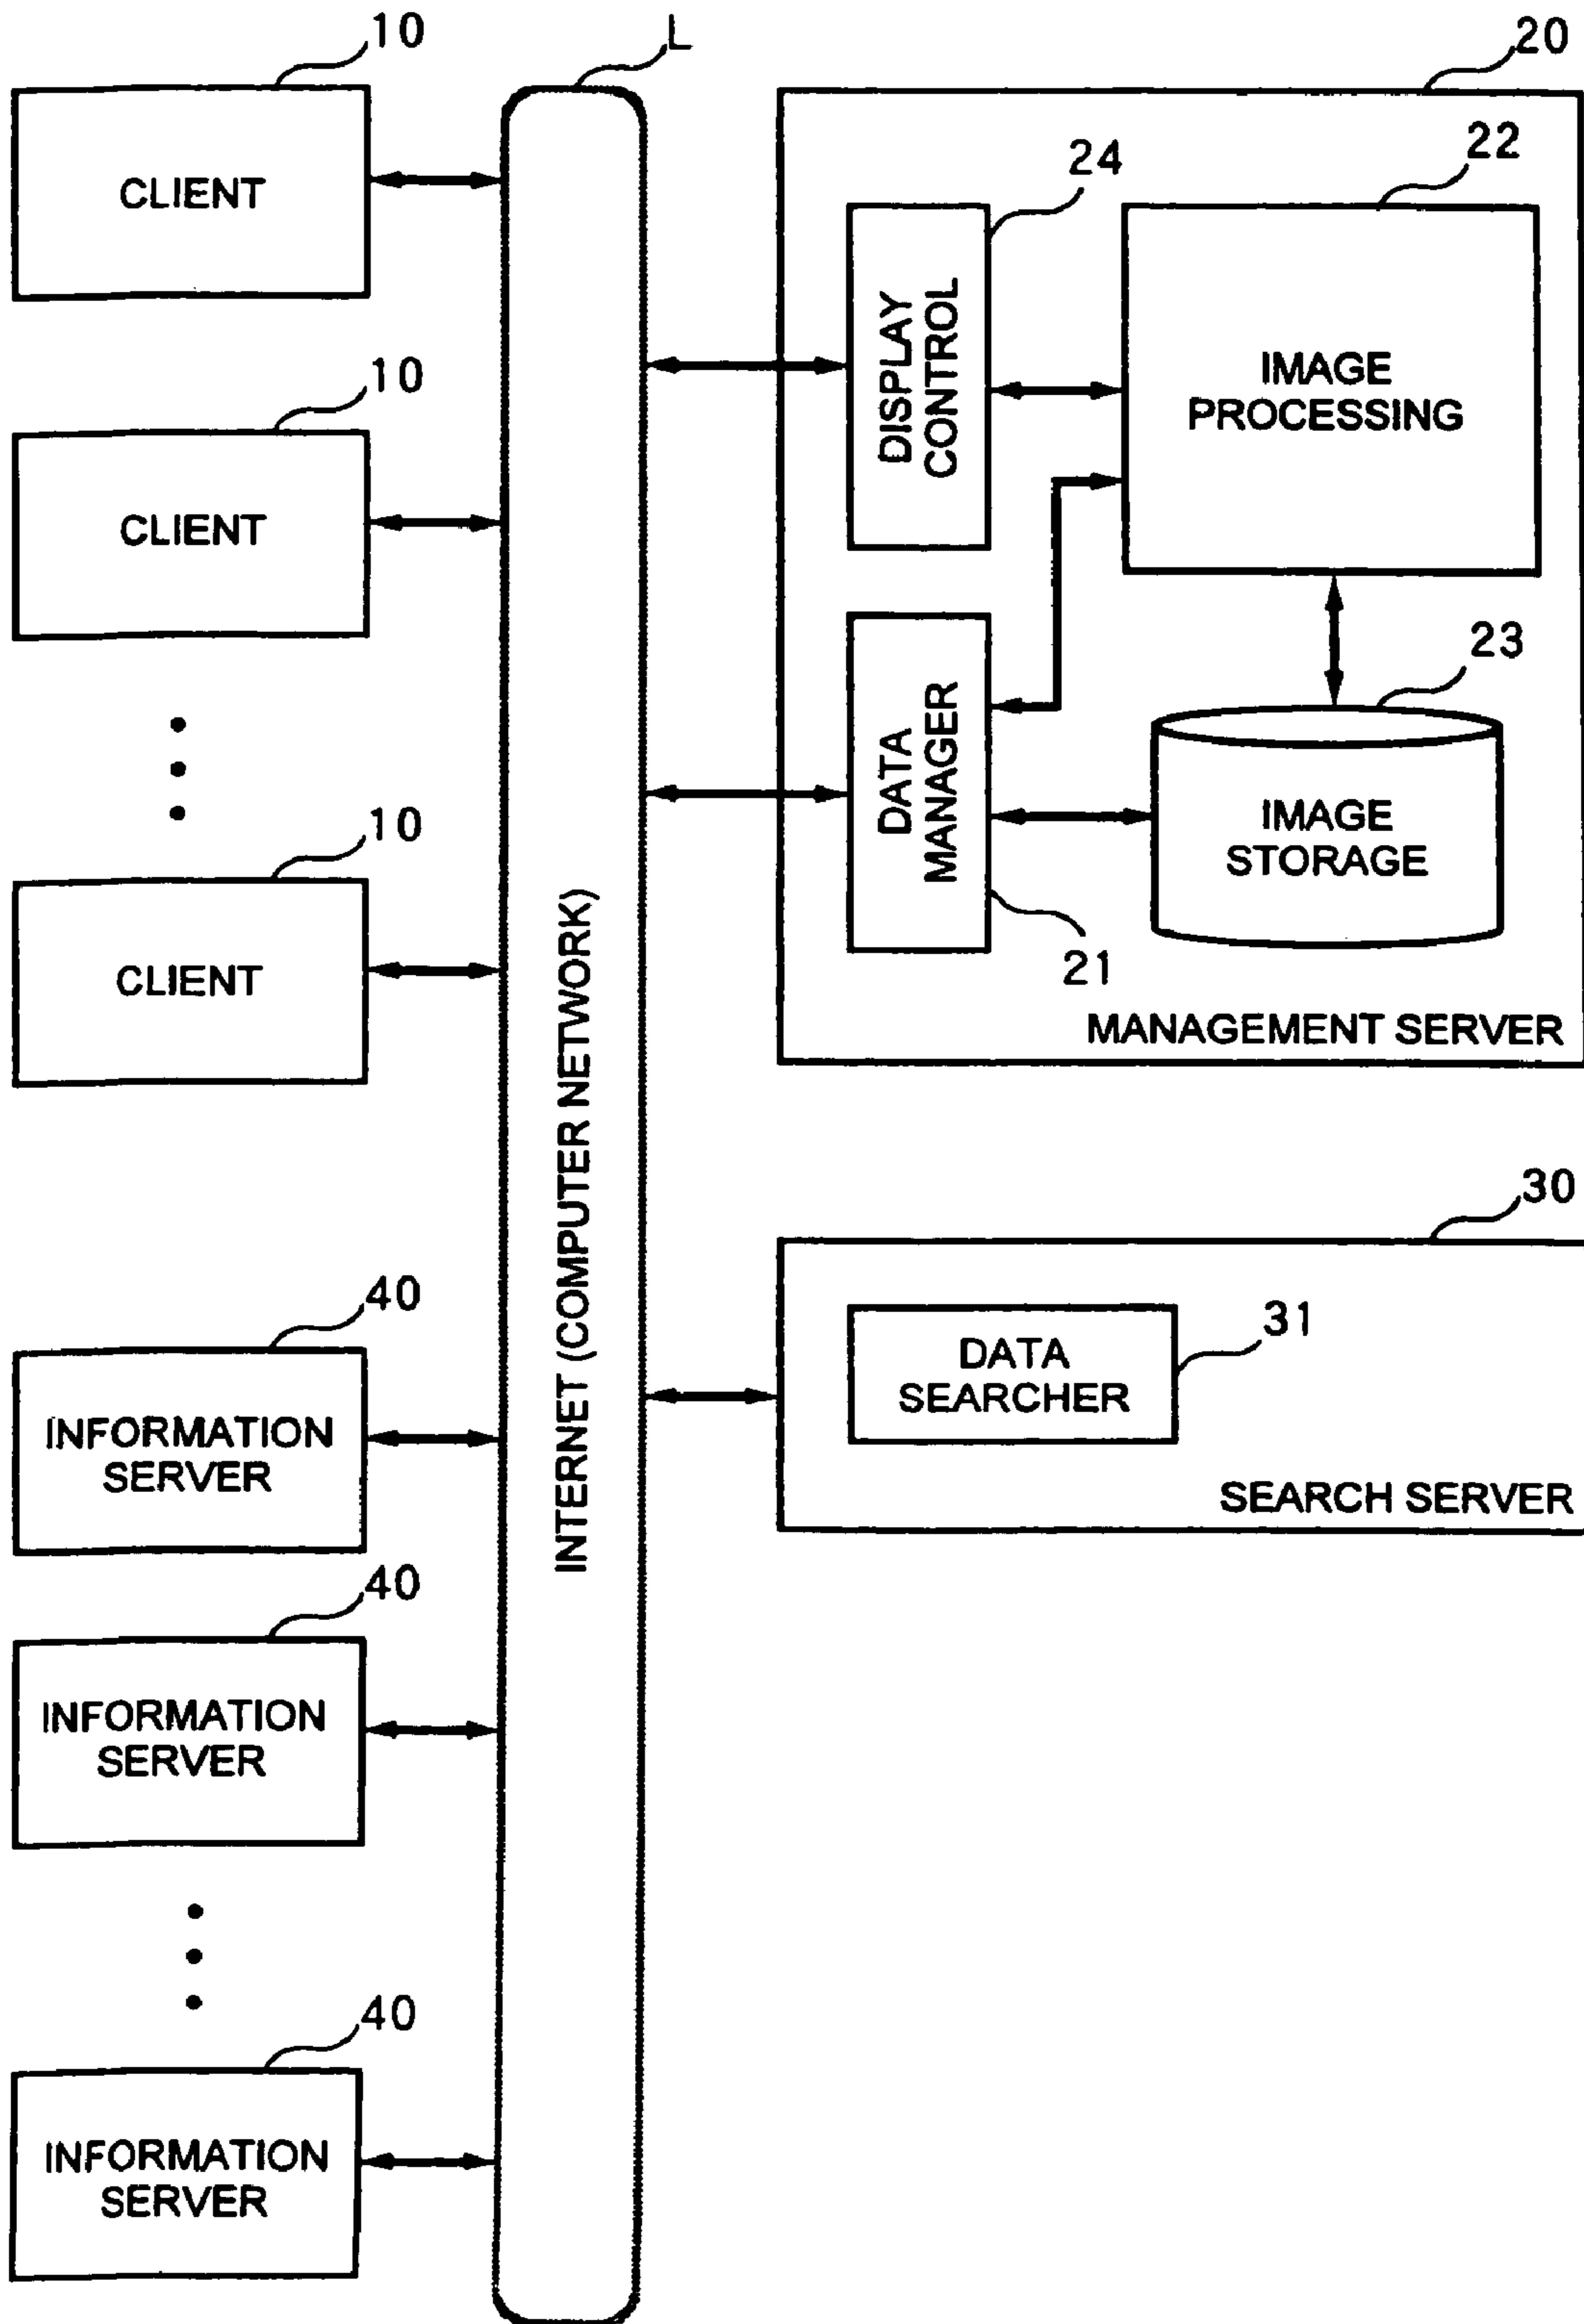 10
CLIENT
10
CLIENT
10
CLIENT
40
INFORMATION
SERVER
40
INFORMATION
SERVER
40
INFORMATION
SERVER
L
INTERNET (COMPUTER NETWORK)
20
24
DISPLAY
CONTROL
22
IMAGE
PROCESSING
DATA
MANAGER
21
23
IMAGE
STORAGE
MANAGEMENT SERVER
30
DATA
SEARCHER
31
SEARCH SERVER